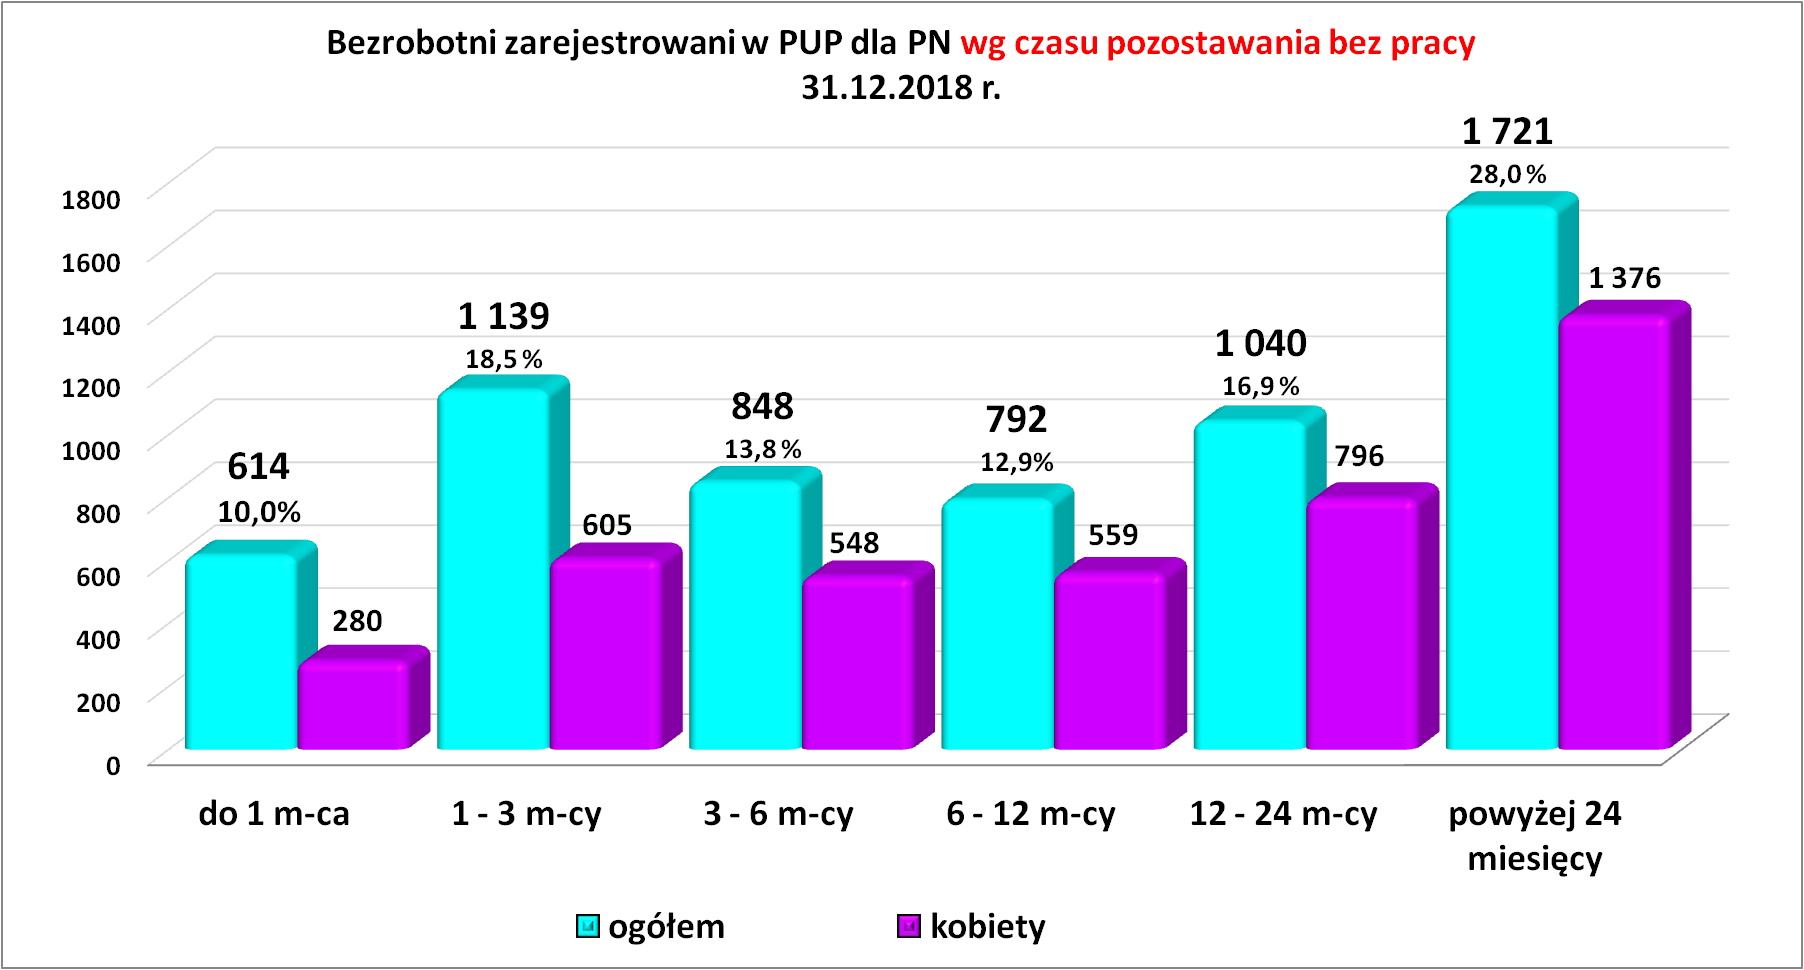 Bezrobotni zarejestrowani w PUP dla PN wg czasu pozostawania bez pracy
31.12.2018 r.
1 721
28,0 %
1800
1600
1 376
1400
1 139
18,5 %
1 040
16,9 %
1200
848
13,8 %
792
12,9%
1000
614
10,0%
796
800
605
548
559
600
280
400
200
0
do 1 m-ca
1 - 3 m-cy
3 - 6 m-cy
6 - 12 m-cy
12 - 24 m-cy
powyżej 24
miesięcy
ogółem
kobiety